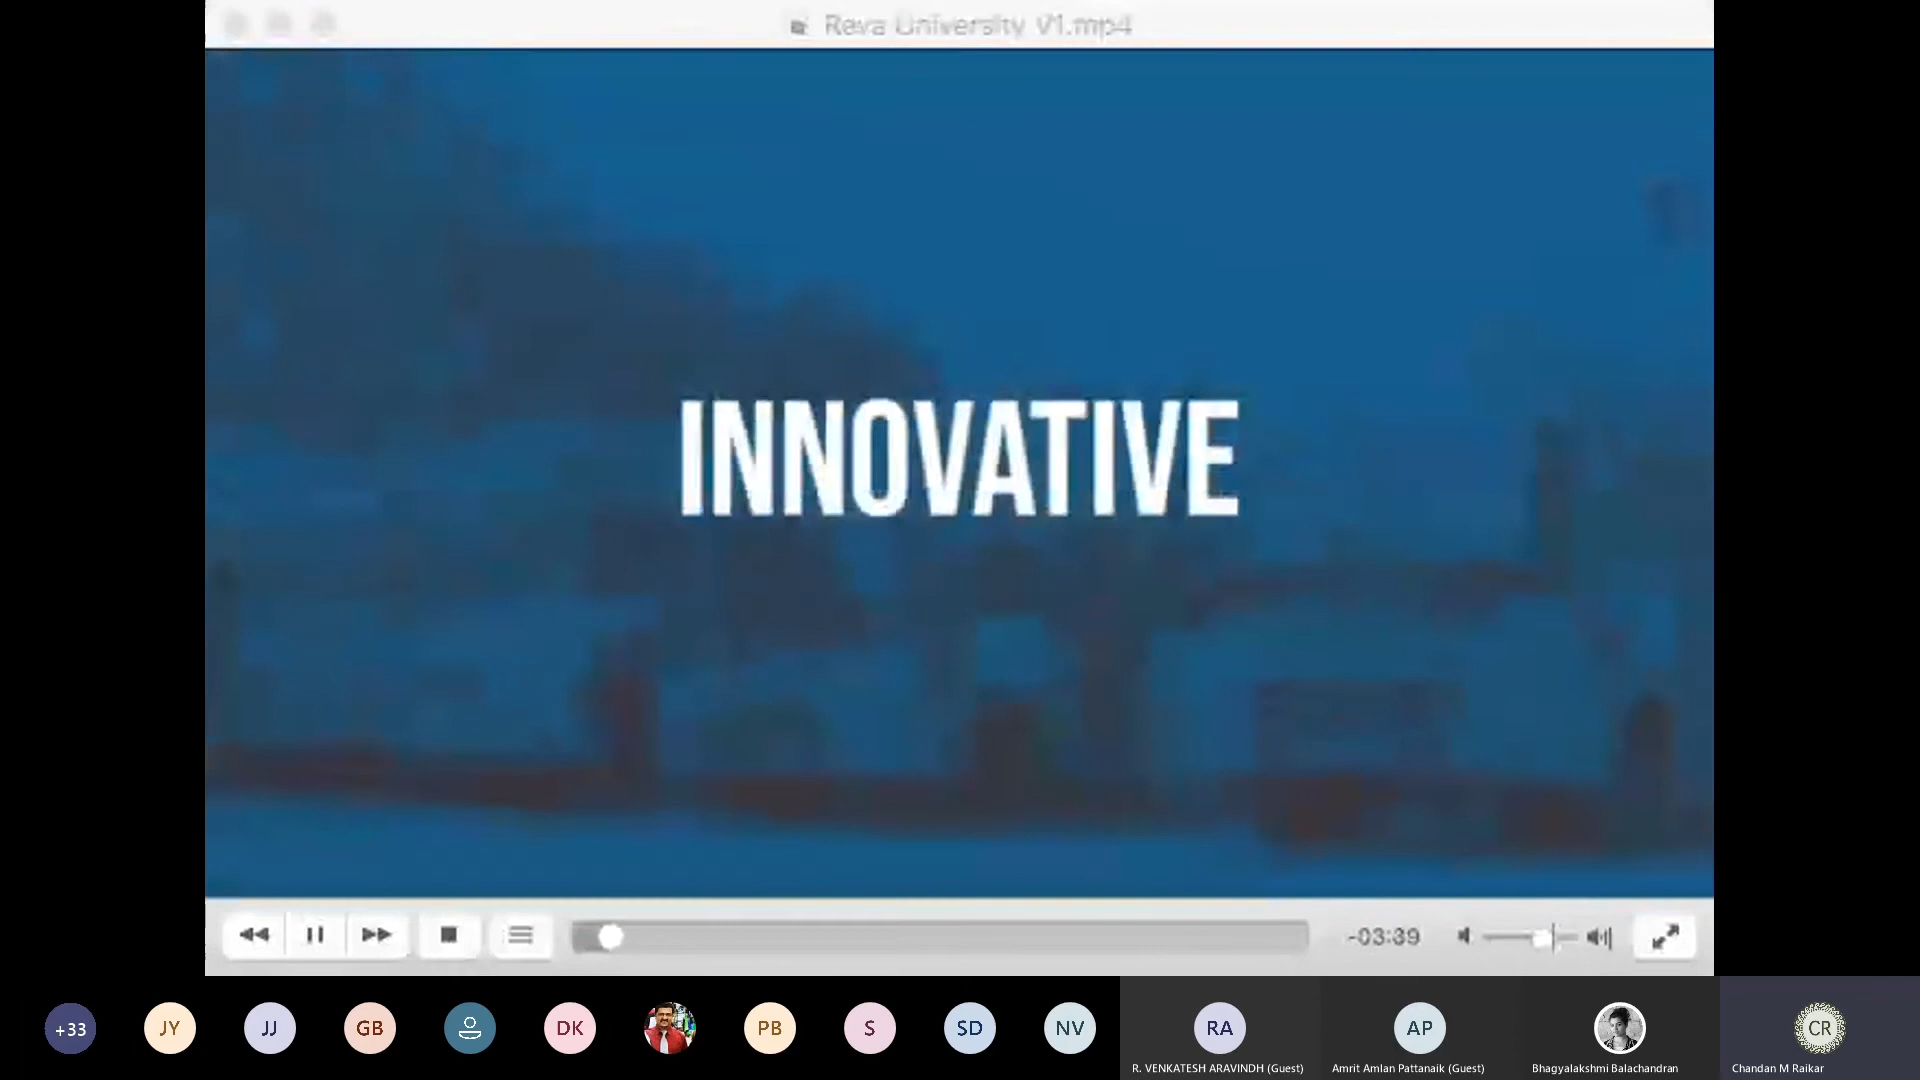 Reva University V1.mp4
INNOVATIVE
-03:39
+33
JY
JJ
GB
DK
PB
S
SD
NV
RA
AP
CR
R. VENKATESH ARAVINDH (Guest)
Amrit Amlan Pattanaik (Guest)
Bhagyalakshmi Balachandran
Chandan M Raikar